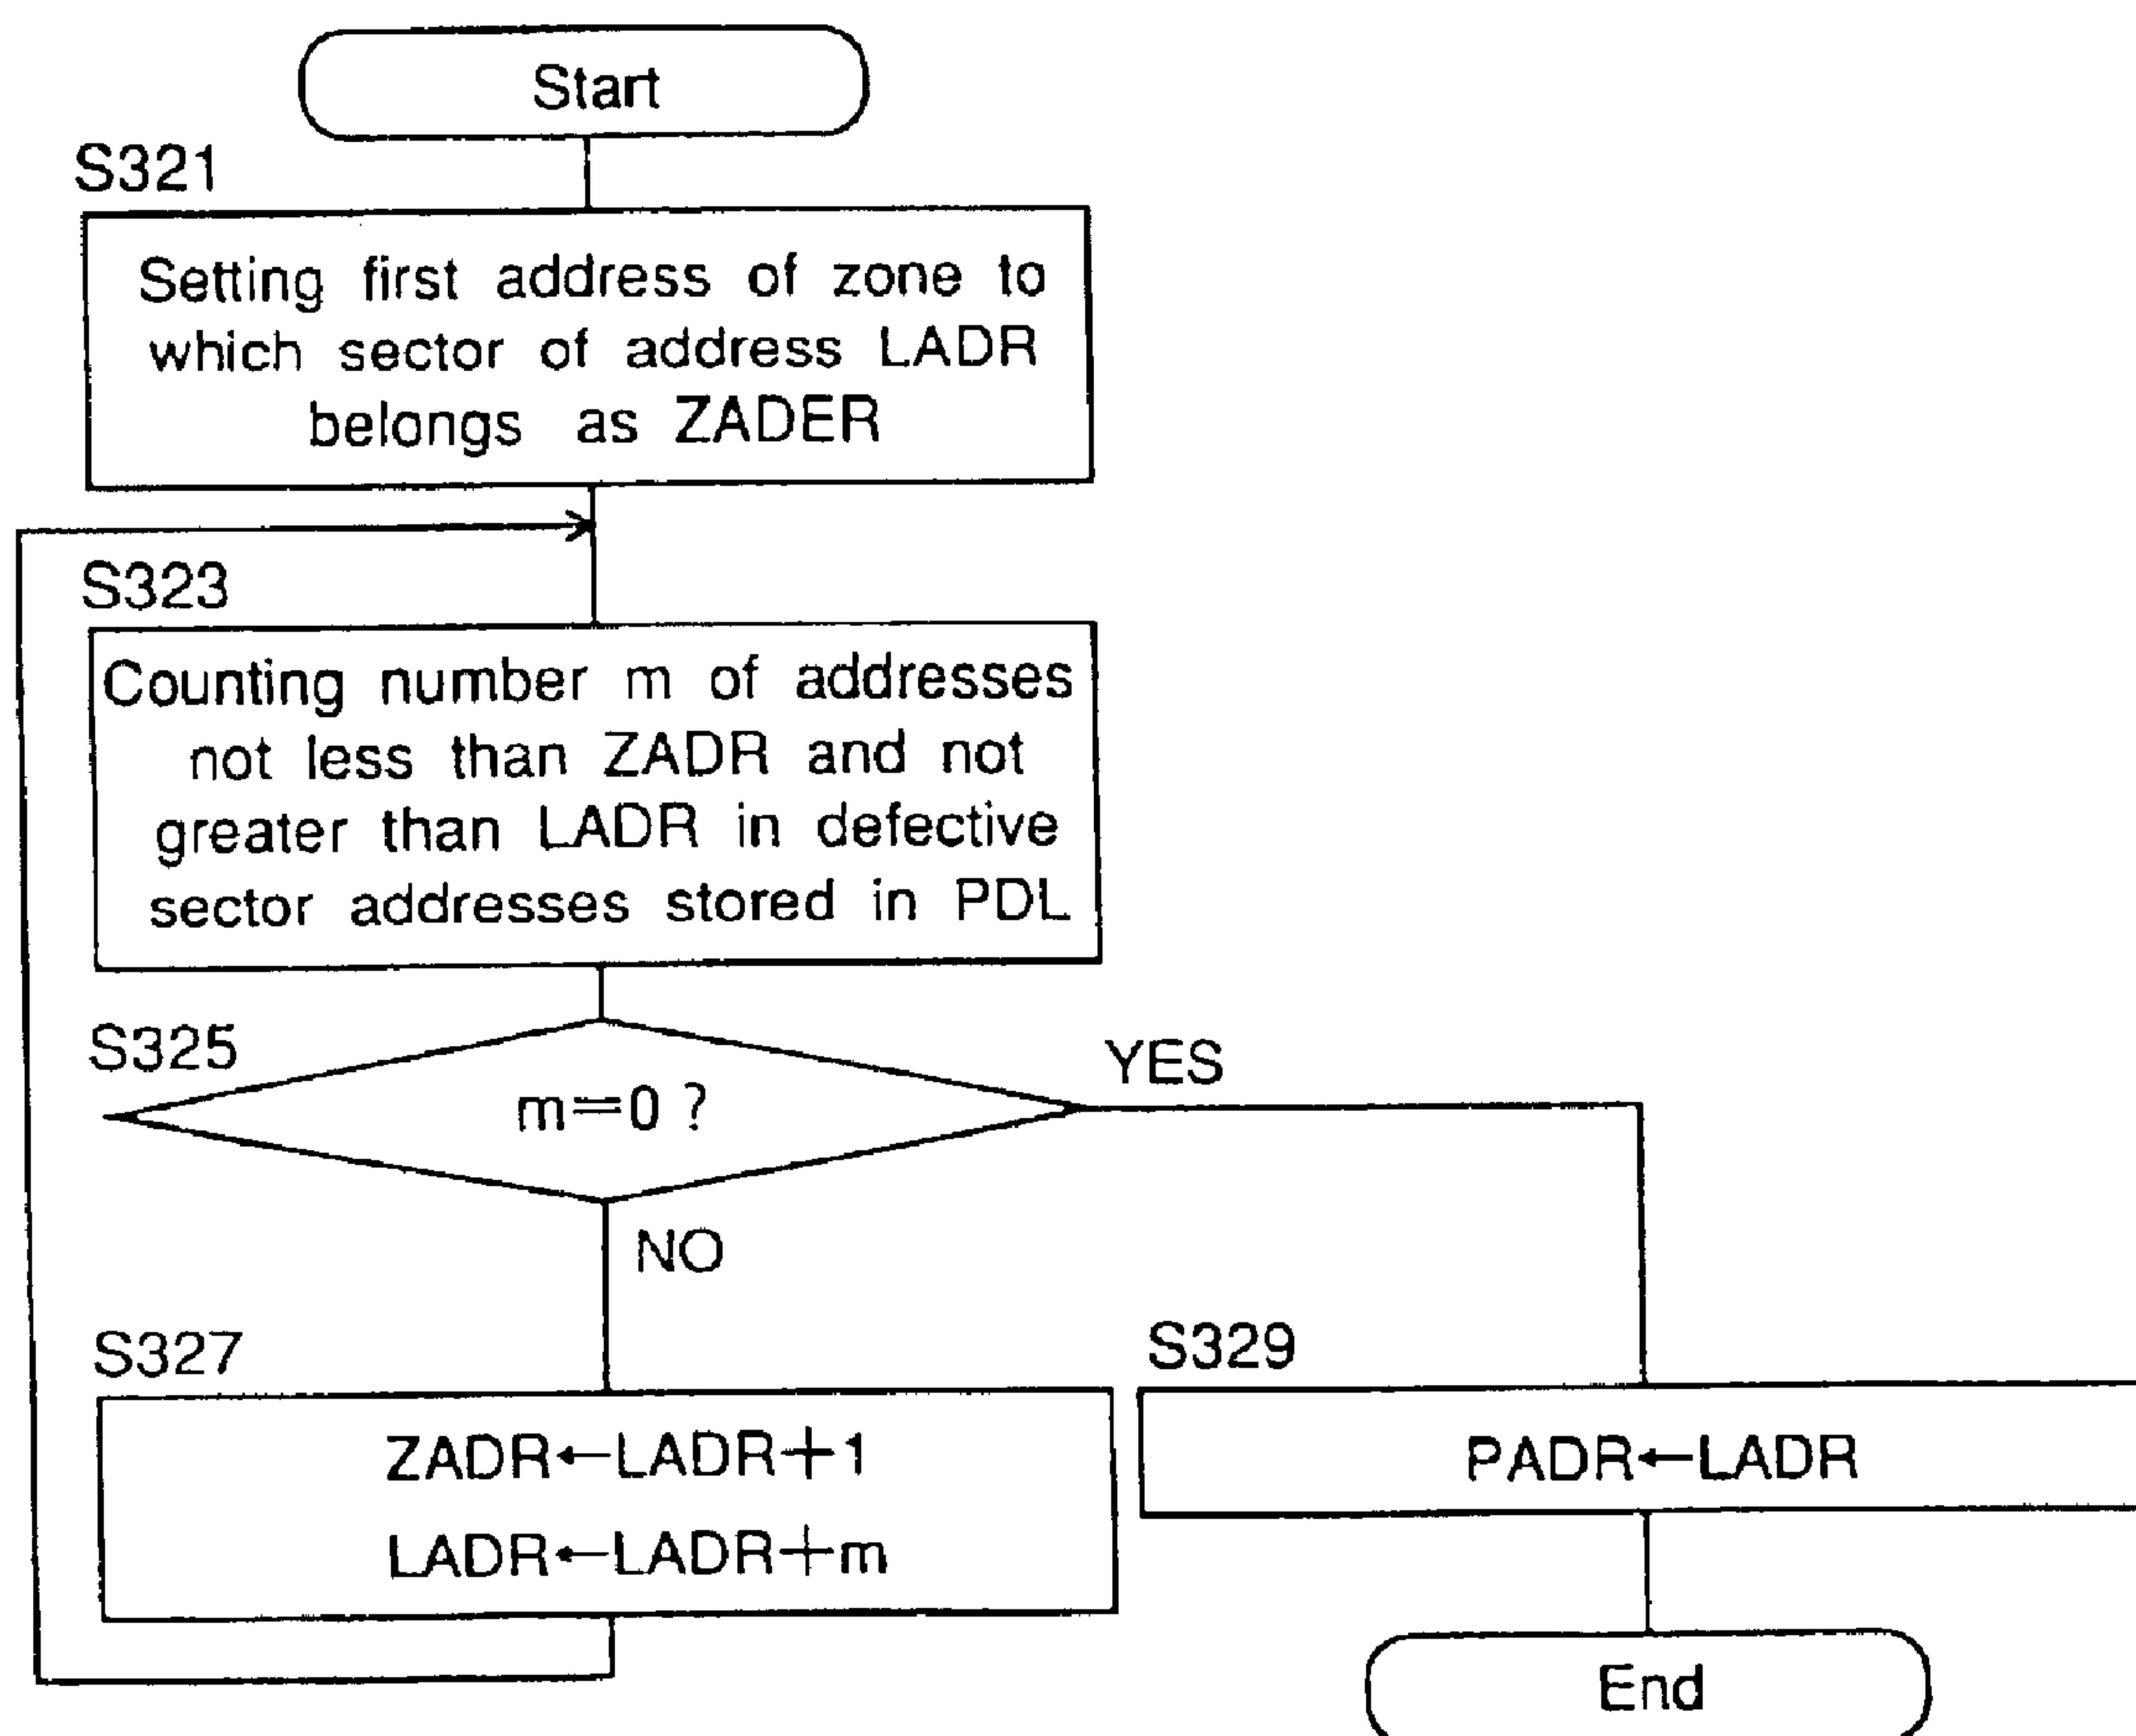 Start
S321
Setting first address of zone to
which sector of address LADR
belongs as ZADER
S323
Counting number m of addresses
not less than ZADR and not
greater than LADR in defective
sector addresses stored in PDL
S325
m=0 ?
YES
NO
S327
ZADR←LADR+1
LADR←LADR+m
S329
PADR←LADR
End